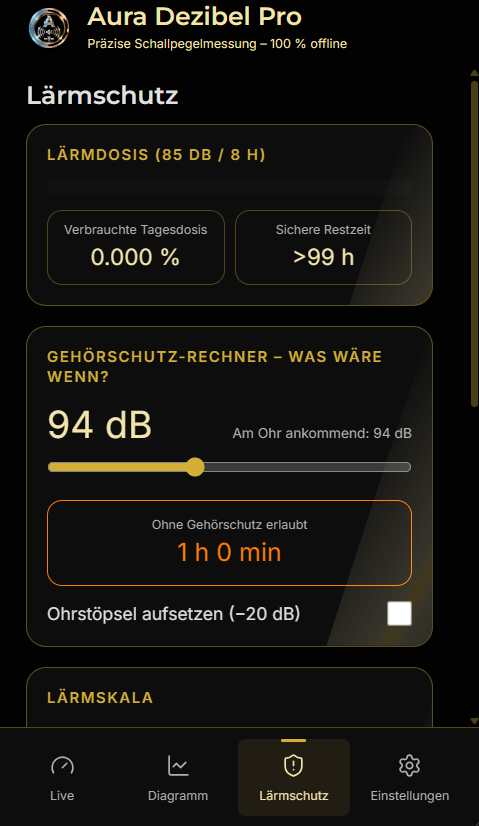 Aura Dezibel Pro
Präzise Schallpegelmessung – 100 % offline
Lärmschutz
LÄRMDOSIS (85 DB / 8 H)
Verbrauchte Tagesdosis
0.000 %
Sichere Restzeit
>99 h
GEHÖRSCHUTZ-RECHNER – WAS WÄRE
WENN?
94 dB
Am Ohr ankommend: 94 dB
Ohne Gehörschutz erlaubt
1 h 0 min
Ohrstöpsel aufsetzen (−20 dB)
LÄRMSKALA
Live
Diagramm
Lärmschutz
Einstellungen